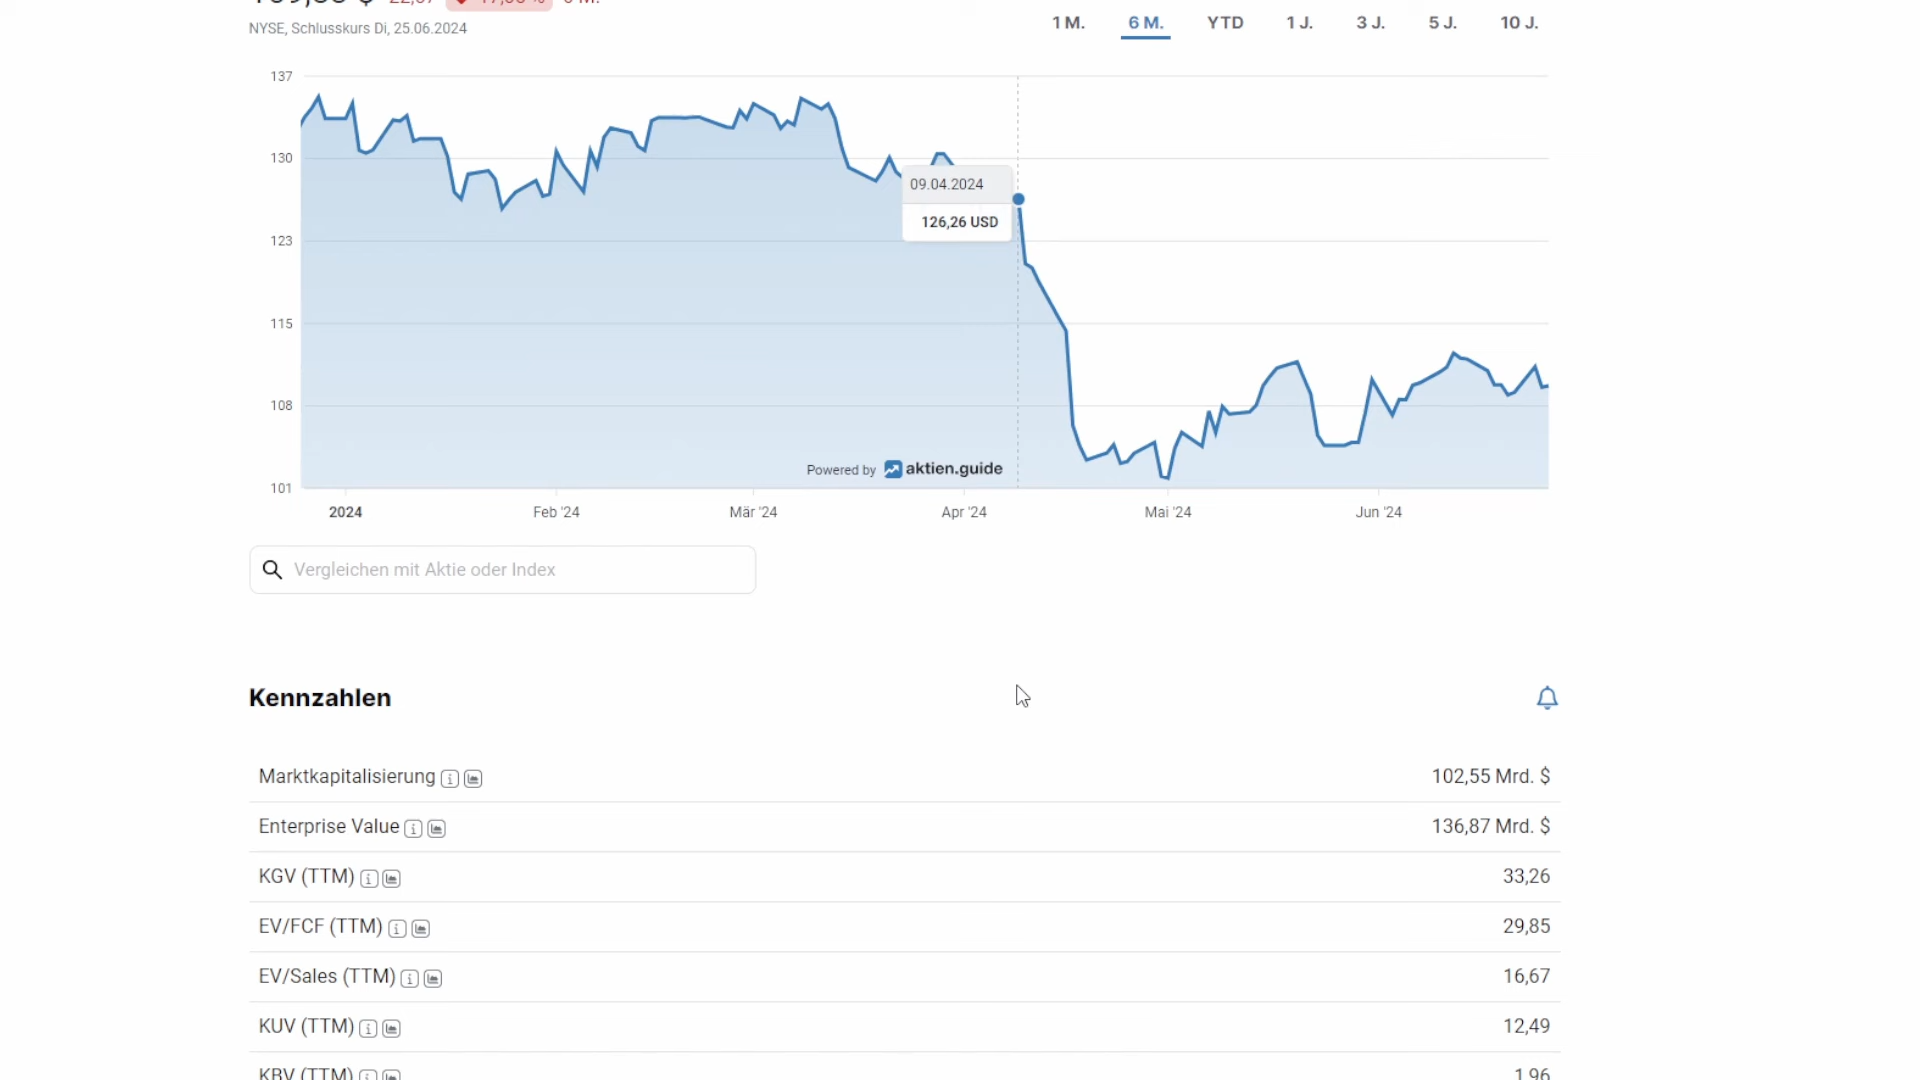 NYSE, Schlusskurs Di, 25.06.2024
1 M. 6 M. YTD 1 J. 3 J. 5 J. 10 J.
137
130
09.04.2024
126,26 USD
123
115
108
Powered by aktien.guide
101
2024 Feb '24 Mär '24 Apr '24 Mai '24 Jun '24
Vergleichen mit Aktie oder Index
Kennzahlen
Marktkapitalisierung 102,55 Mrd. $
Enterprise Value 136,87 Mrd. $
KGV (TTM) 33,26
EV/FCF (TTM) 29,85
EV/Sales (TTM) 16,67
KUV (TTM) 12,49
KBV (TTM) 1,96